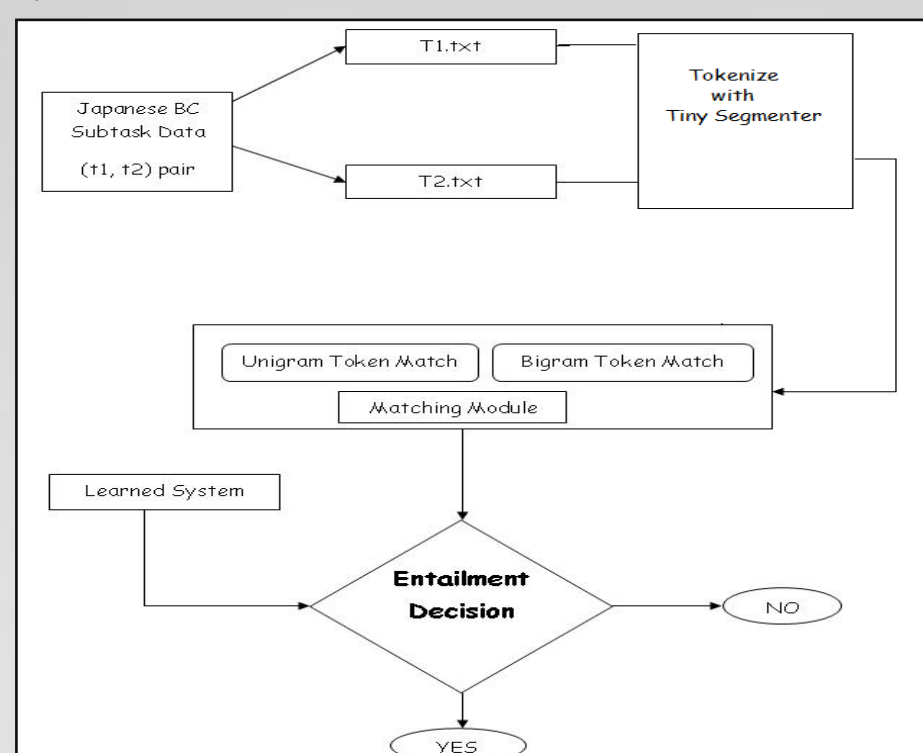 T1.txt
Japanese BC
Subtask Data
(t1, t2) pair
T2.txt
Tokenize
with
Tiny Segmenter
Unigram Token Match
Bigram Token Match
Matching Module
Learned System
Entailment
Decision
NO
YES